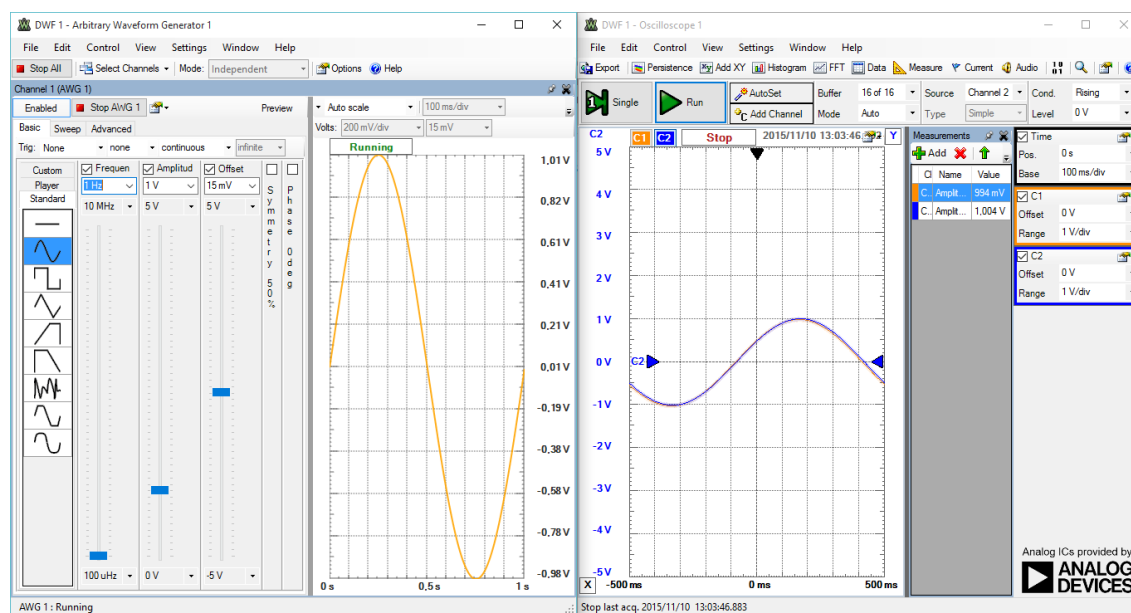 DWF 1 - Arbitrary Waveform Generator 1
File Edit Control View Settings Window Help
Stop All Select Channels Mode: Independent Options Help
Channel 1 (AWG 1)
Enabled Stop AWG 1 Preview
Basic Sweep Advanced
Trig: None none continuous infinite
Custom
Player
Standard
Frequen Amplitud Offset
1 Hz 1 V 15 mV
10 MHz 5 V 5 V
100 uHz 0 V -5 V
Symmetry 50%
Phase 0deg
Auto scale 100 ms/div
Volts: 200 mV/div 15 mV
Running
1,01 V
0,82 V
0,61 V
0,41 V
0,21 V
0,01 V
-0,19 V
-0,38 V
-0,58 V
-0,78 V
-0,98 V
0 s 0,5 s 1 s
AWG 1 : Running
DWF 1 - Oscilloscope 1
File Edit Control View Settings Window Help
Export Persistence Add XY Histogram FFT Data Measure Current Audio
Single Run AutoSet Buffer 16 of 16 Source Channel 2 Cond. Rising
Add Channel Mode Auto Type Simple Level 0 V
C2 C1 C2 Stop 2015/11/10 13:03:46 Y
5 V
4 V
3 V
2 V
1 V
0 V C2
-1 V
-2 V
-3 V
-4 V
-5 V
X -500 ms 0 ms 500 ms
Measurements
Add
Name Value
C.. Amplit... 994 mV
C.. Amplit... 1,004 V
Time
Pos. 0 s
Base 100 ms/div
C1
Offset 0 V
Range 1 V/div
C2
Offset 0 V
Range 1 V/div
Analog ICs provided by
ANALOG
DEVICES
Stop last acq. 2015/11/10 13:03:46.883